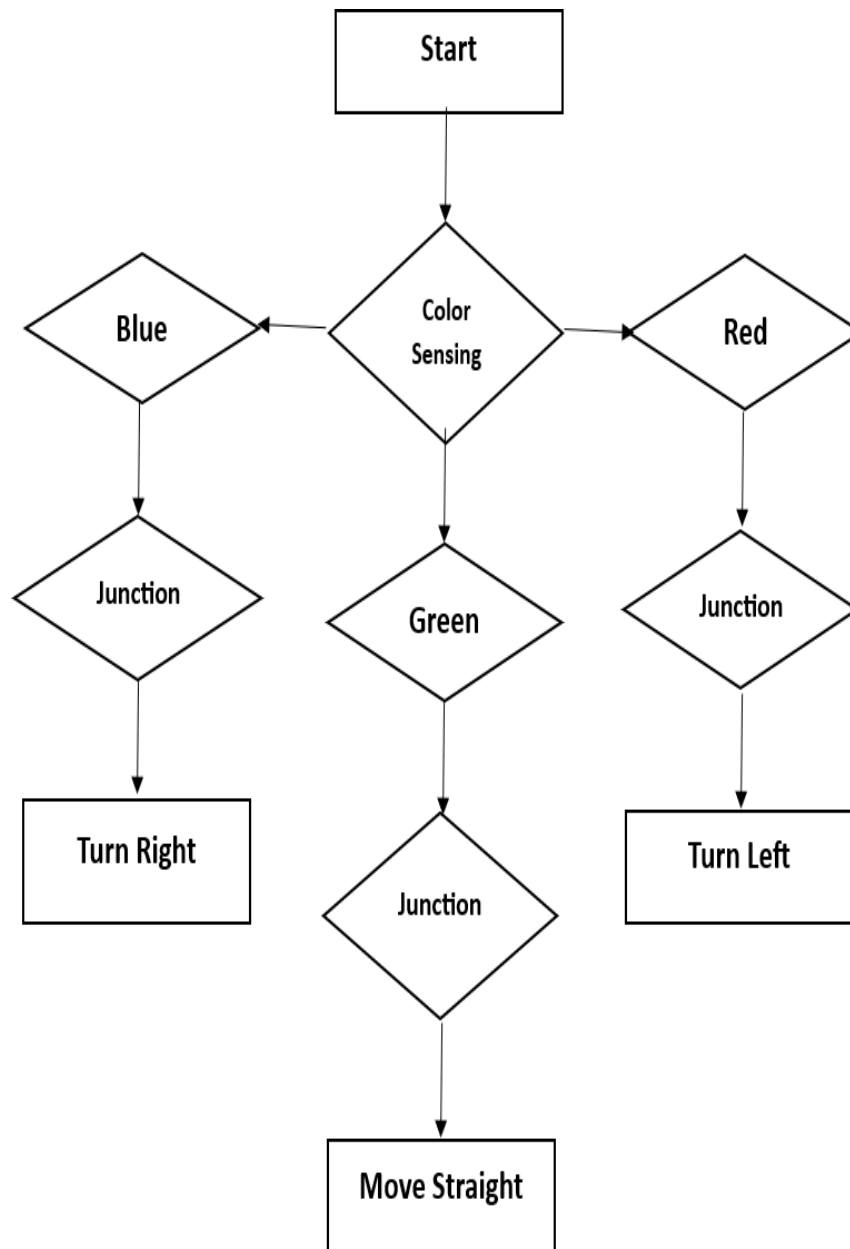 Start
Color
Sensing
Blue
Red
Junction
Green
Junction
Turn Right
Junction
Turn Left
Move Straight